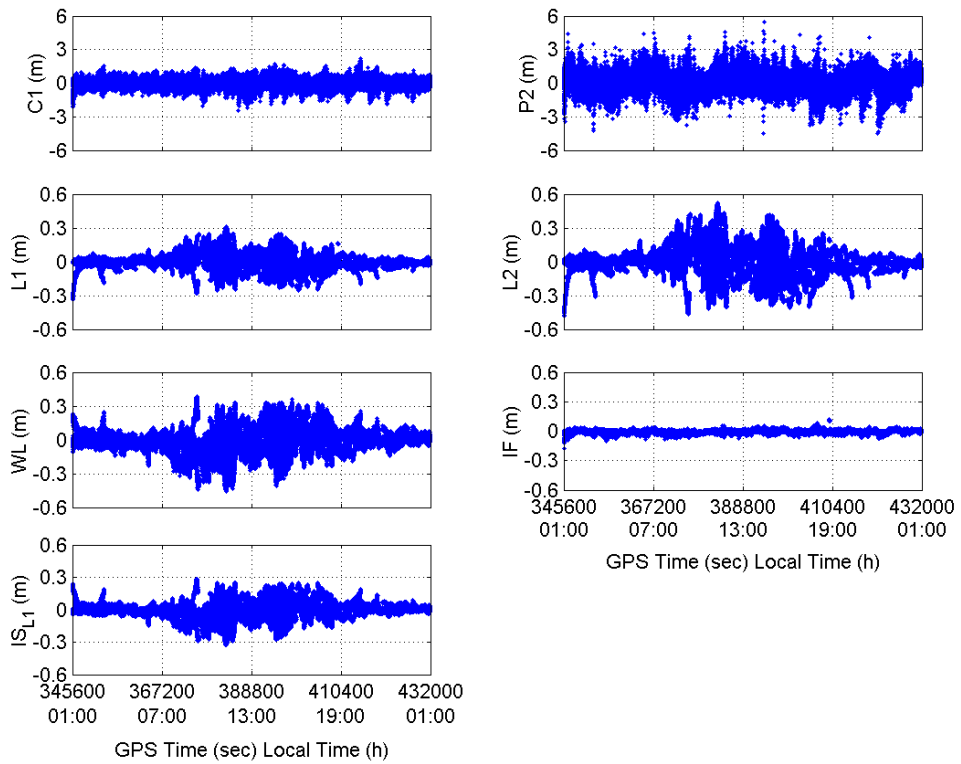 6
3
0
-3
-6
C1 (m)
6
3
0
-3
-6
P2 (m)
0.6
0.3
0
-0.3
-0.6
L1 (m)
0.6
0.3
0
-0.3
-0.6
L2 (m)
0.6
0.3
0
-0.3
-0.6
WL (m)
0.6
0.3
0
-0.3
-0.6
IF (m)
345600 367200 388800 410400 432000
01:00 07:00 13:00 19:00 01:00
GPS Time (sec) Local Time (h)
0.6
0.3
0
-0.3
-0.6
IS_L1 (m)
345600 367200 388800 410400 432000
01:00 07:00 13:00 19:00 01:00
GPS Time (sec) Local Time (h)